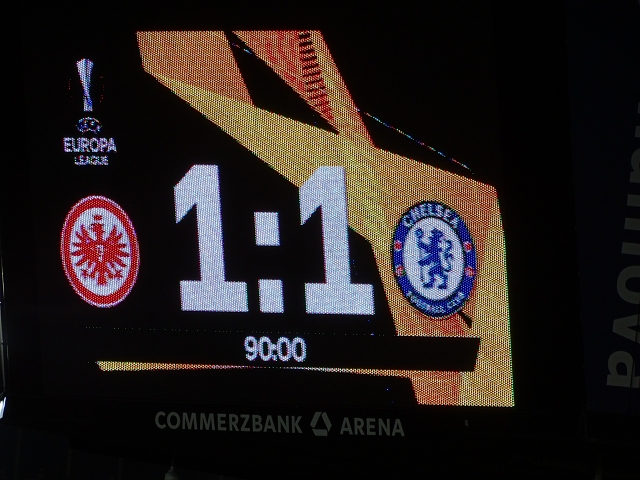 EUROPA
LEAGUE
1:1
CHELSEA
FOOTBALL CLUB
90:00
COMMERZBANK ARENA